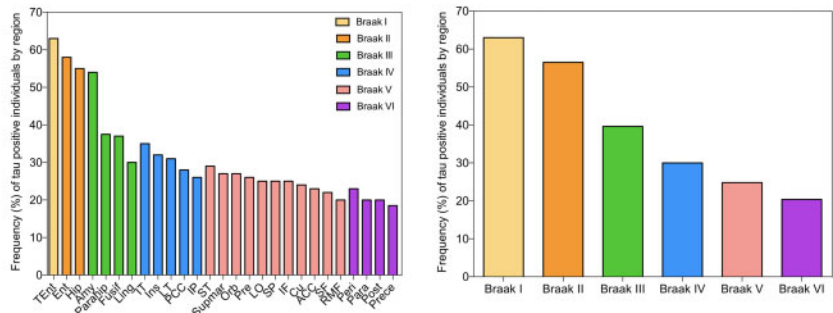 Frequency (%) of tau positive individuals by region
70
60
50
40
30
20
10
0
Braak I
Braak II
Braak III
Braak IV
Braak V
Braak VI
TEnt
Ent
Hip
Amy
Parahip
Fusif
Ling
IT
Ins
LT
PCC
IP
ST
Supmar
Orb
Pre
LO
SP
IF
Cu
ACC
SF
RMF
Peri
Para
Post
Prece
Frequency (%) of tau positive individuals by region
70
60
50
40
30
20
10
0
Braak I
Braak II
Braak III
Braak IV
Braak V
Braak VI